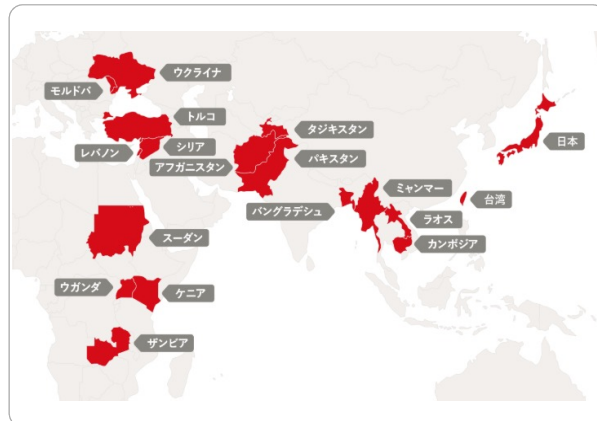 ウクライナ
モルドバ
トルコ
シリア
レバノン
アフガニスタン
タジキスタン
パキスタン
日本
ミャンマー
バングラデシュ
台湾
ラオス
カンボジア
スーダン
ウガンダ
ケニア
ザンビア